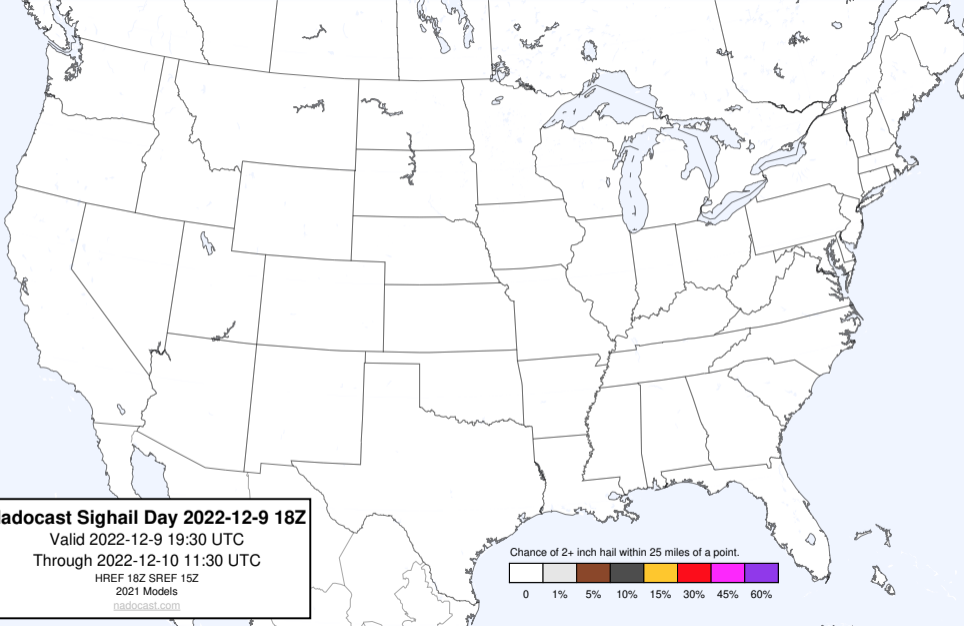 adocast Sighail Day 2022-12-9 18Z
Valid 2022-12-9 19:30 UTC
Through 2022-12-10 11:30 UTC
HREF 18Z SREF 15Z
2021 Models
nadocast.com
Chance of 2+ inch hail within 25 miles of a point.
0 1% 5% 10% 15% 30% 45% 60%